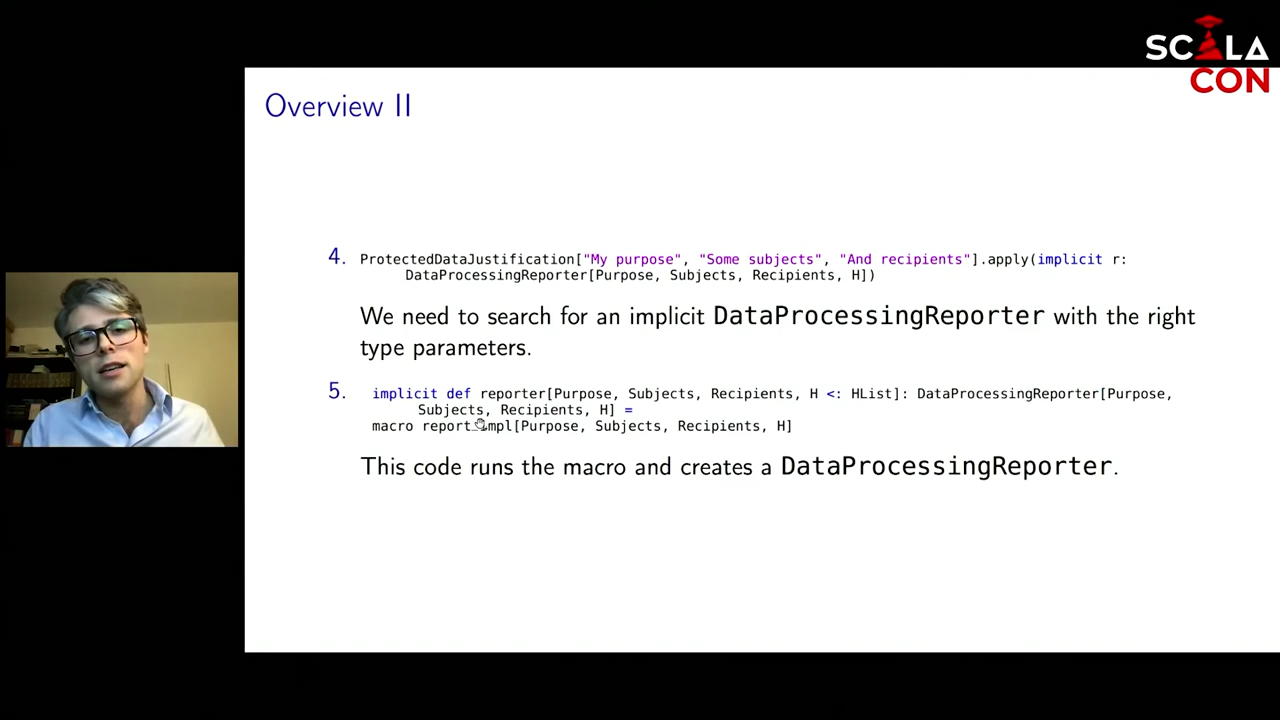 SCALA
CON
Overview II
4. ProtectedDataJustification["My purpose", "Some subjects", "And recipients"].apply(implicit r:
DataProcessingReporter[Purpose, Subjects, Recipients, H])
We need to search for an implicit DataProcessingReporter with the right
type parameters.
5. implicit def reporter[Purpose, Subjects, Recipients, H <: HList]: DataProcessingReporter[Purpose,
Subjects, Recipients, H] =
macro [Purpose, Subjects, Recipients, H]
This code runs the macro and creates a DataProcessingReporter.